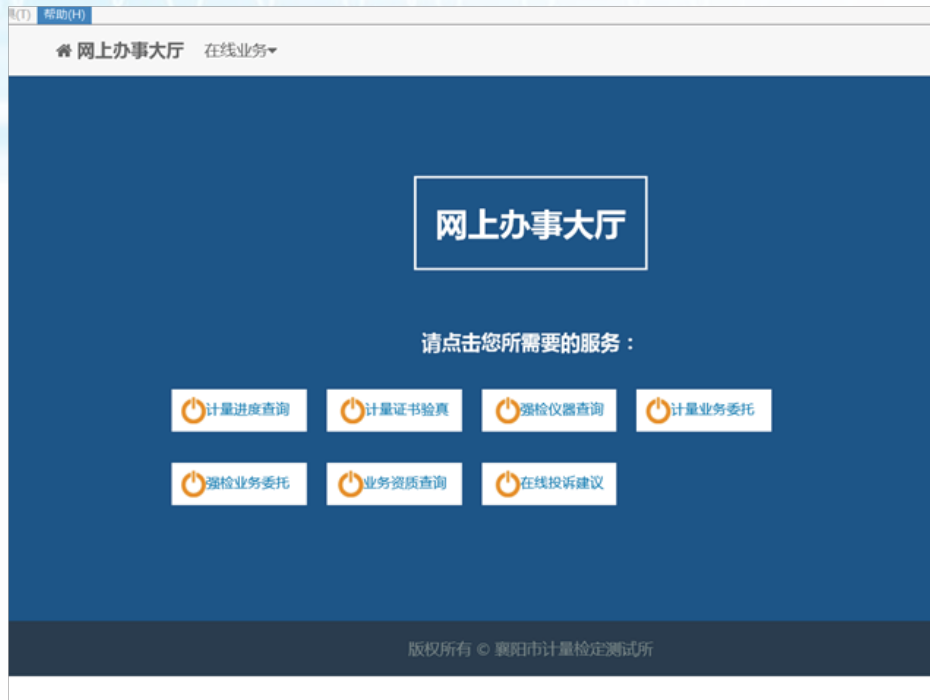 (T) 帮助(H)
网上办事大厅 在线业务
网上办事大厅
请点击您所需要的服务：
计量进度查询 计量证书验真 强检仪器查询 计量业务委托
强检业务委托 业务资质查询 在线投诉建议
版权所有 © 襄阳市计量检定测试所